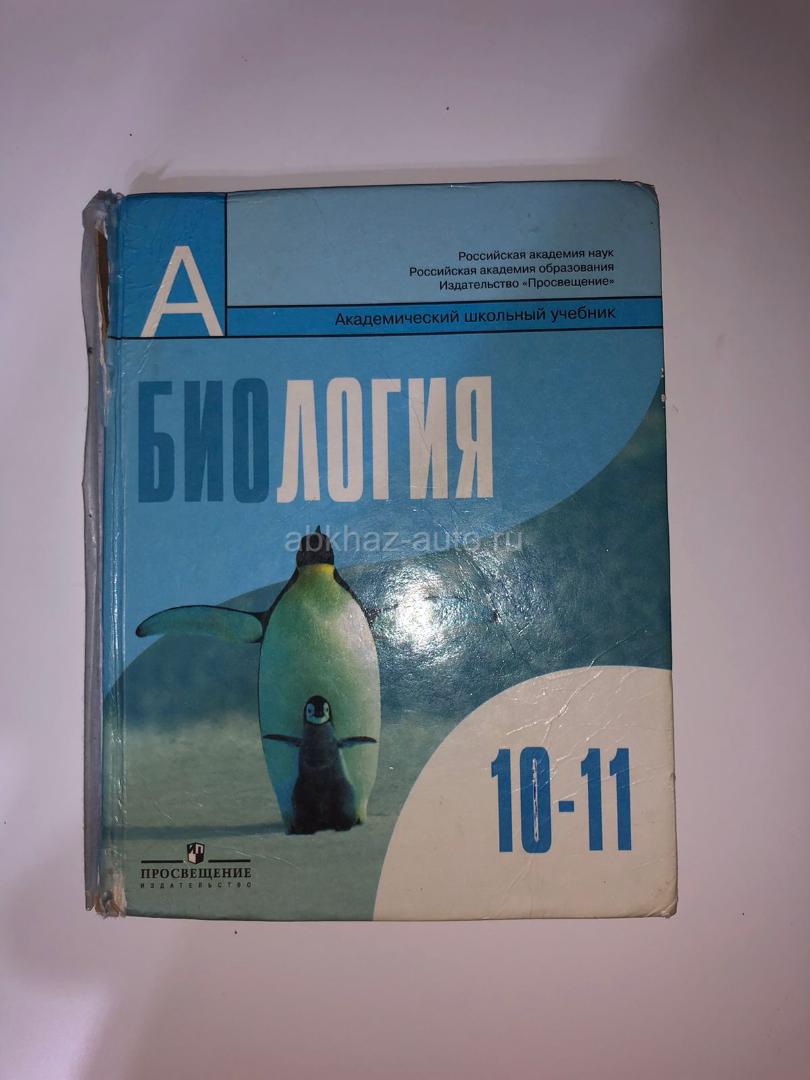 А
Российская академия наук
Российская академия образования
Издательство «Просвещение»
Академический школьный учебник
БИОЛОГИЯ
abkhaz-auto.ru
10-11
ПРОСВЕЩЕНИЕ
ИЗДАТЕЛЬСТВО